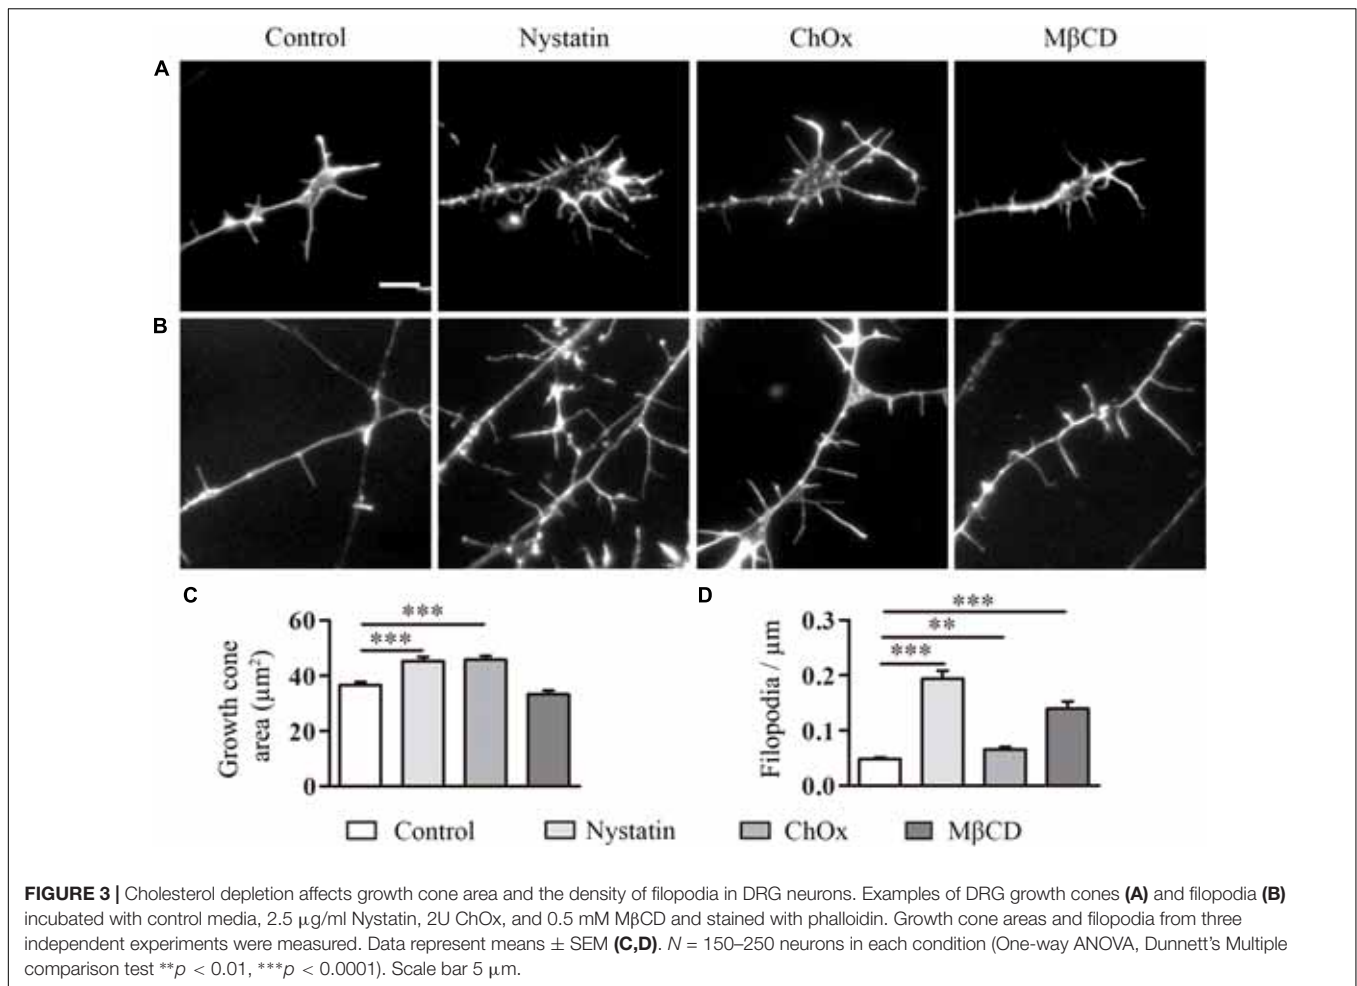 Control Nystatin ChOx MβCD
A
B
C
D
60
40
20
0
Growth cone
area (μm²)
***
***
0.3
0.2
0.1
0.0
Filopodia / μm
***
**
***
Control Nystatin ChOx MβCD
FIGURE 3 | Cholesterol depletion affects growth cone area and the density of filopodia in DRG neurons. Examples of DRG growth cones (A) and filopodia (B)
incubated with control media, 2.5 μg/ml Nystatin, 2U ChOx, and 0.5 mM MβCD and stained with phalloidin. Growth cone areas and filopodia from three
independent experiments were measured. Data represent means ± SEM (C,D). N = 150–250 neurons in each condition (One-way ANOVA, Dunnett's Multiple
comparison test **p < 0.01, ***p < 0.0001). Scale bar 5 μm.